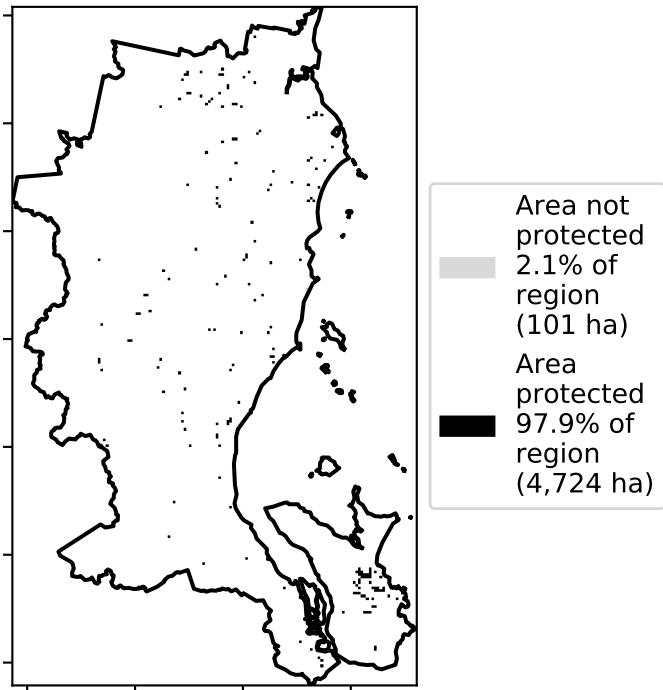 Area not
protected
2.1% of
region
(101 ha)
Area
protected
97.9% of
region
(4,724 ha)